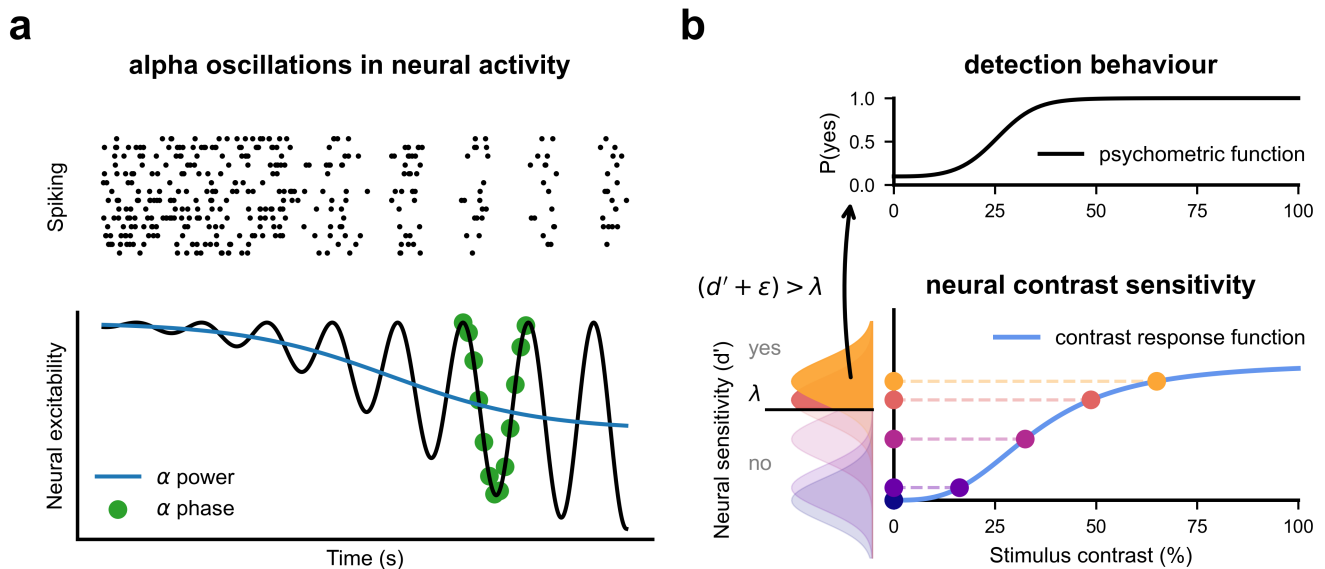 a
alpha oscillations in neural activity
Spiking
Neural excitability
α power
α phase
Time (s)
b
detection behaviour
P(yes)
1.0
0.5
0.0
psychometric function
0 25 50 75 100
(d′ + ε) > λ
neural contrast sensitivity
Neural sensitivity (d')
yes
λ
no
contrast response function
0 25 50 75 100
Stimulus contrast (%)